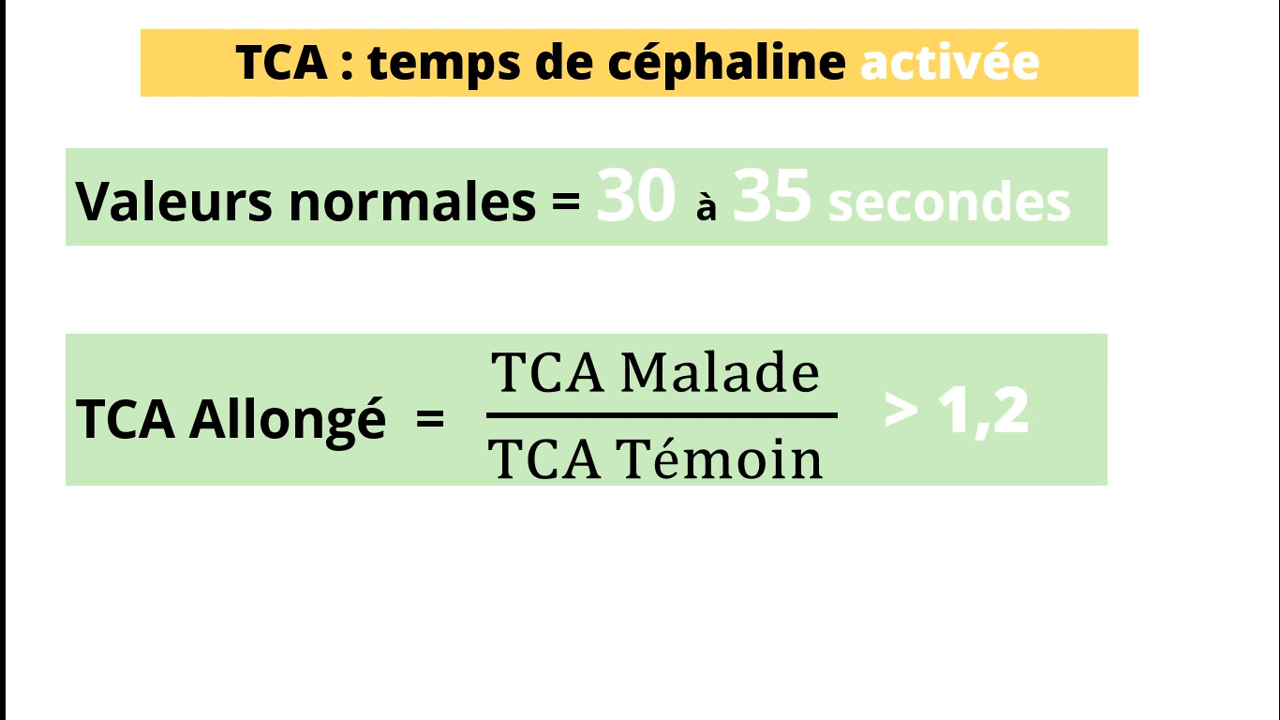 TCA : temps de céphaline activée
Valeurs normales = 30 à 35 secondes
TCA Malade
TCA Allongé = > 1,2
TCA Témoin